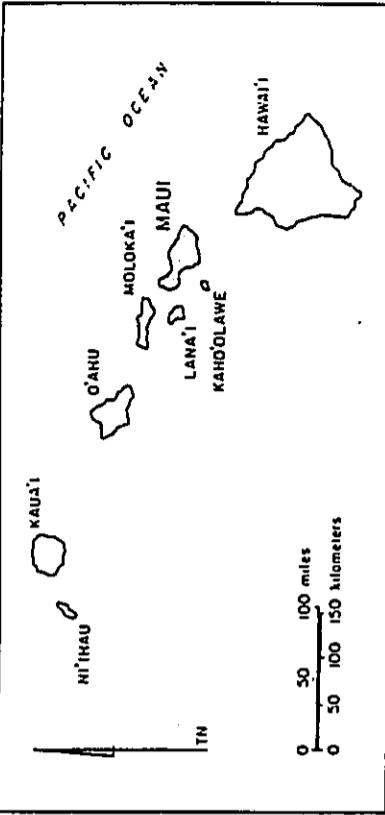 PACIFIC OCEAN
KAUA'I
NI'IHAU
O'AHU
MOLOKA'I
MAUI
LANA'I
KAHO'OLAWE
HAWAI'I
TN
0 50 100 miles
0 50 100 150 kilometers